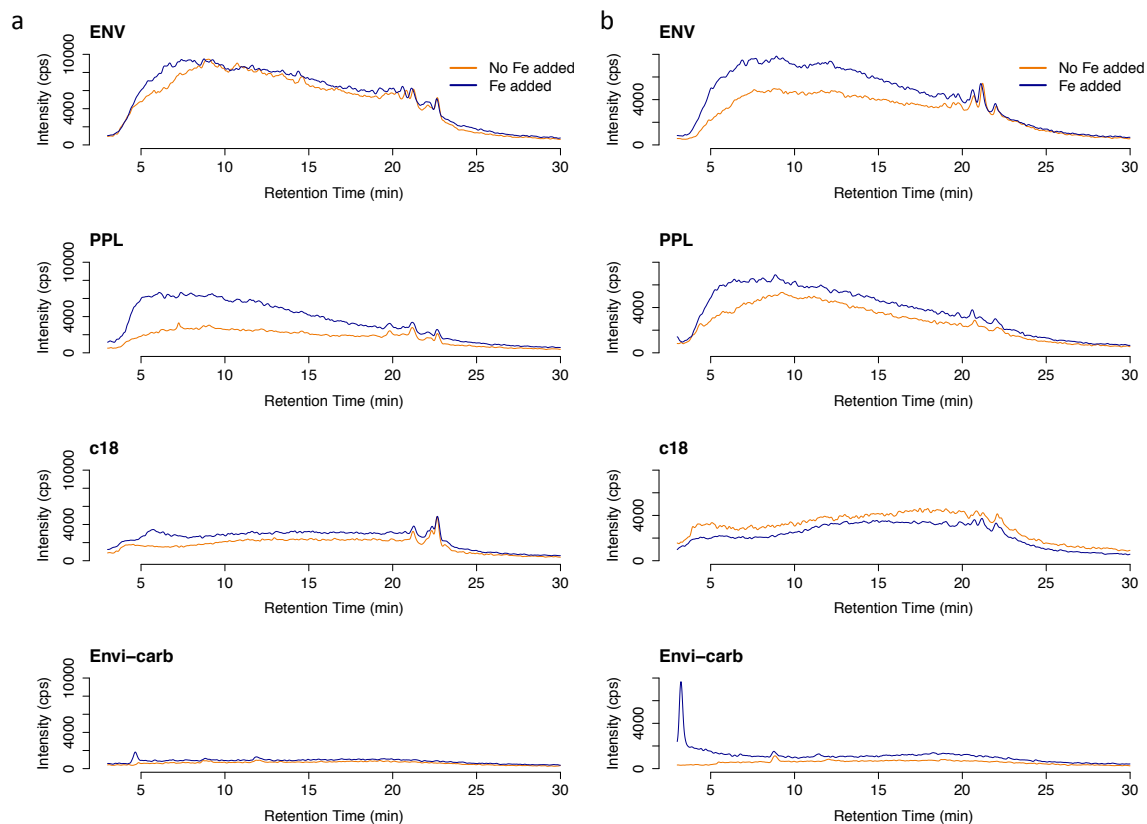 a
b
ENV
Intensity (cps)
0 4000 10000
5 10 15 20 25 30
Retention Time (min)
No Fe added
Fe added
ENV
Intensity (cps)
0 4000
5 10 15 20 25 30
Retention Time (min)
No Fe added
Fe added
PPL
Intensity (cps)
0 4000 10000
5 10 15 20 25 30
Retention Time (min)
PPL
Intensity (cps)
0 4000
5 10 15 20 25 30
Retention Time (min)
c18
Intensity (cps)
0 4000 10000
5 10 15 20 25 30
Retention Time (min)
c18
Intensity (cps)
0 4000
5 10 15 20 25 30
Retention Time (min)
Envi−carb
Intensity (cps)
0 4000 10000
5 10 15 20 25 30
Retention Time (min)
Envi−carb
Intensity (cps)
0 4000
5 10 15 20 25 30
Retention Time (min)